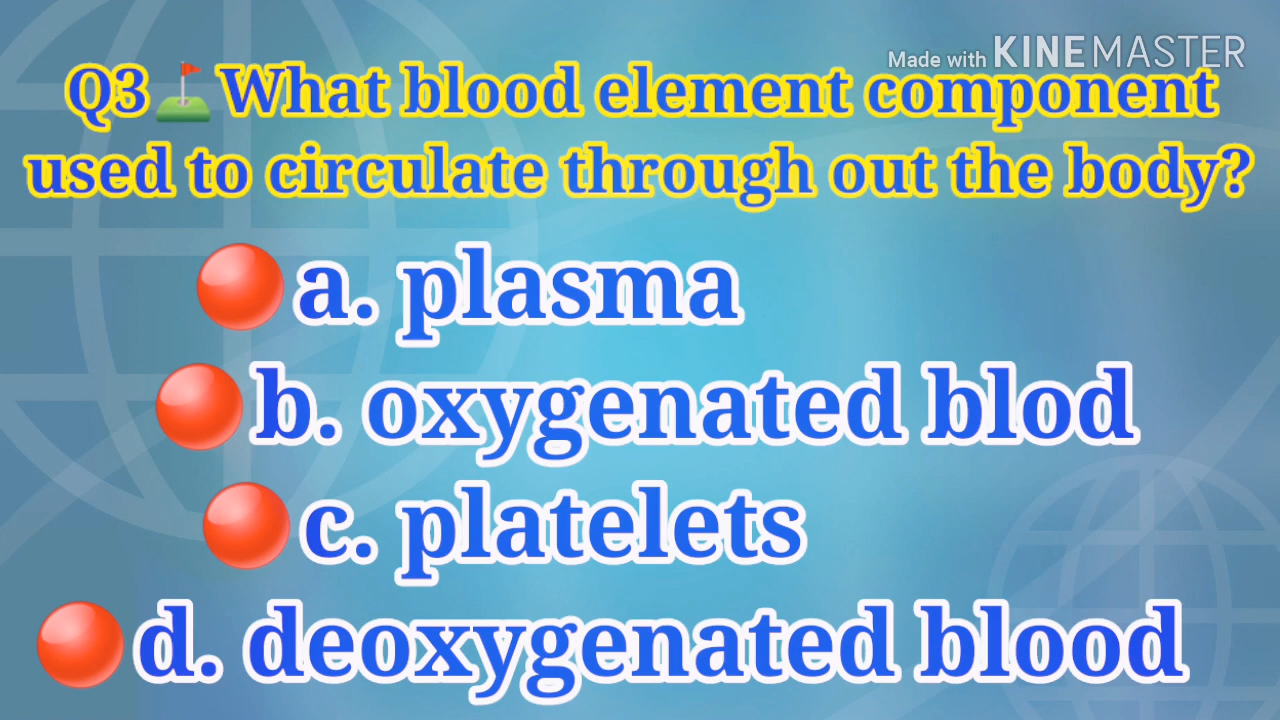 Made with KINEMASTER
Q3⛳What blood element component
used to circulate through out the body?
🔴a. plasma
🔴b. oxygenated blod
🔴c. platelets
🔴d. deoxygenated blood